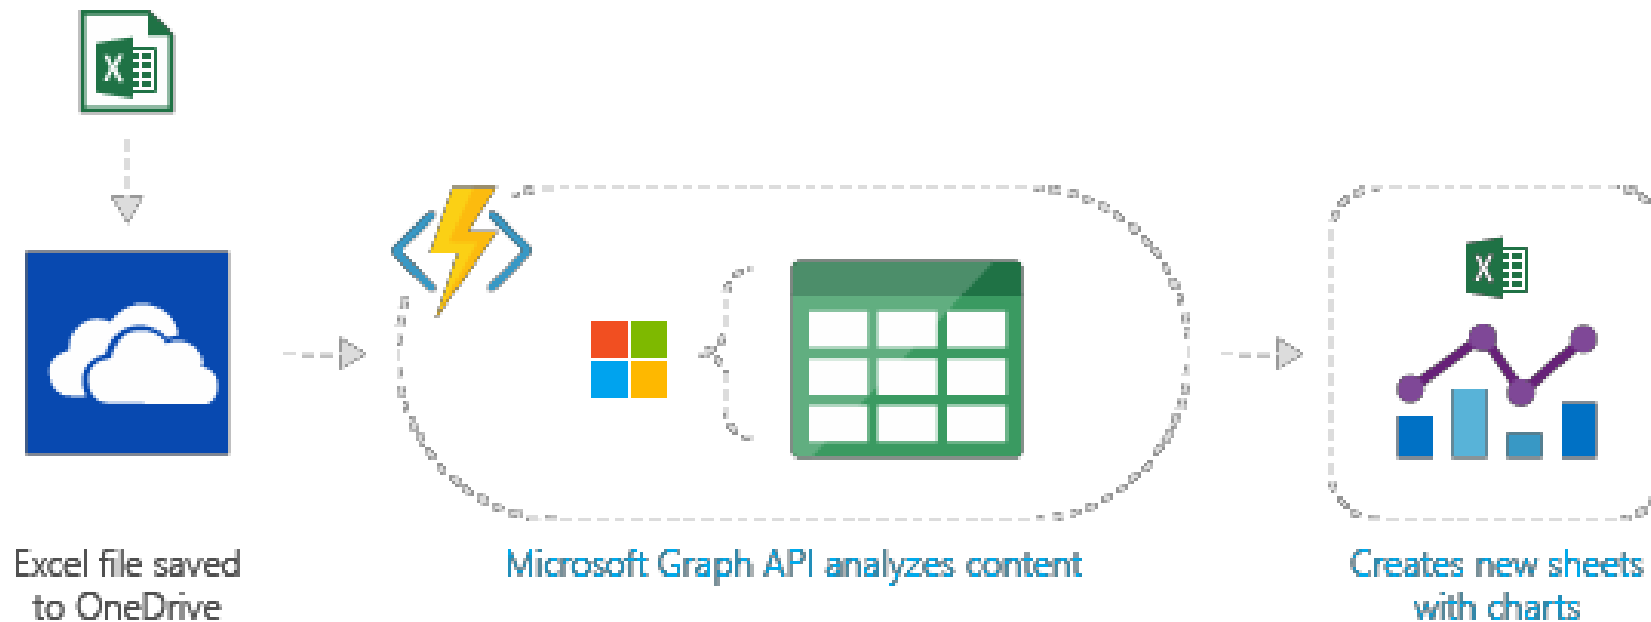 X
Excel file saved
to OneDrive
Microsoft Graph API analyzes content
X
Creates new sheets
with charts